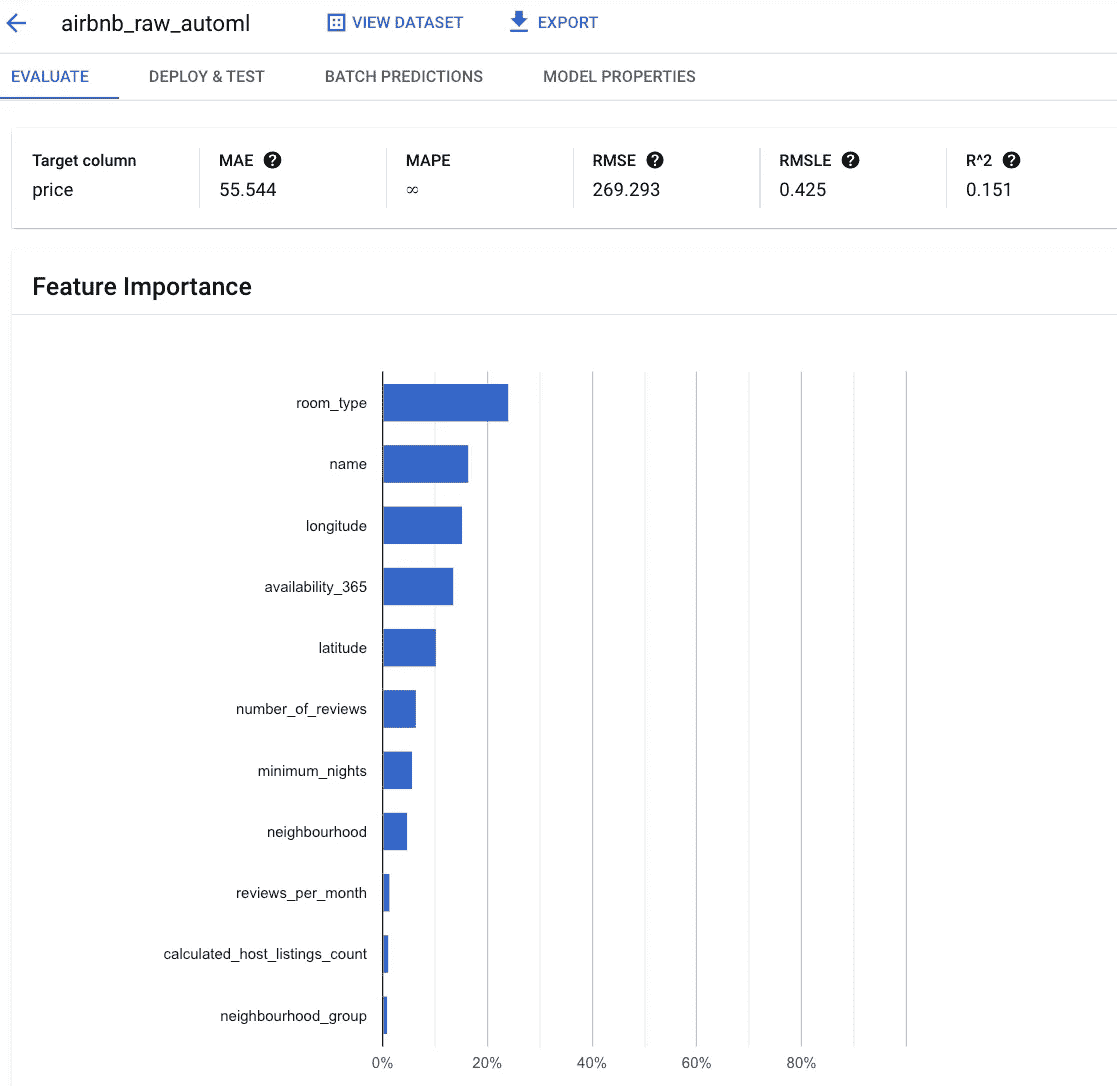 airbnb_raw_automl VIEW DATASET EXPORT
EVALUATE DEPLOY & TEST BATCH PREDICTIONS MODEL PROPERTIES
Target column MAE ? MAPE RMSE ? RMSLE ? R^2 ?
price 55.544 ∞ 269.293 0.425 0.151
Feature Importance
room_type
name
longitude
availability_365
latitude
number_of_reviews
minimum_nights
neighbourhood
reviews_per_month
calculated_host_listings_count
neighbourhood_group
0% 20% 40% 60% 80%